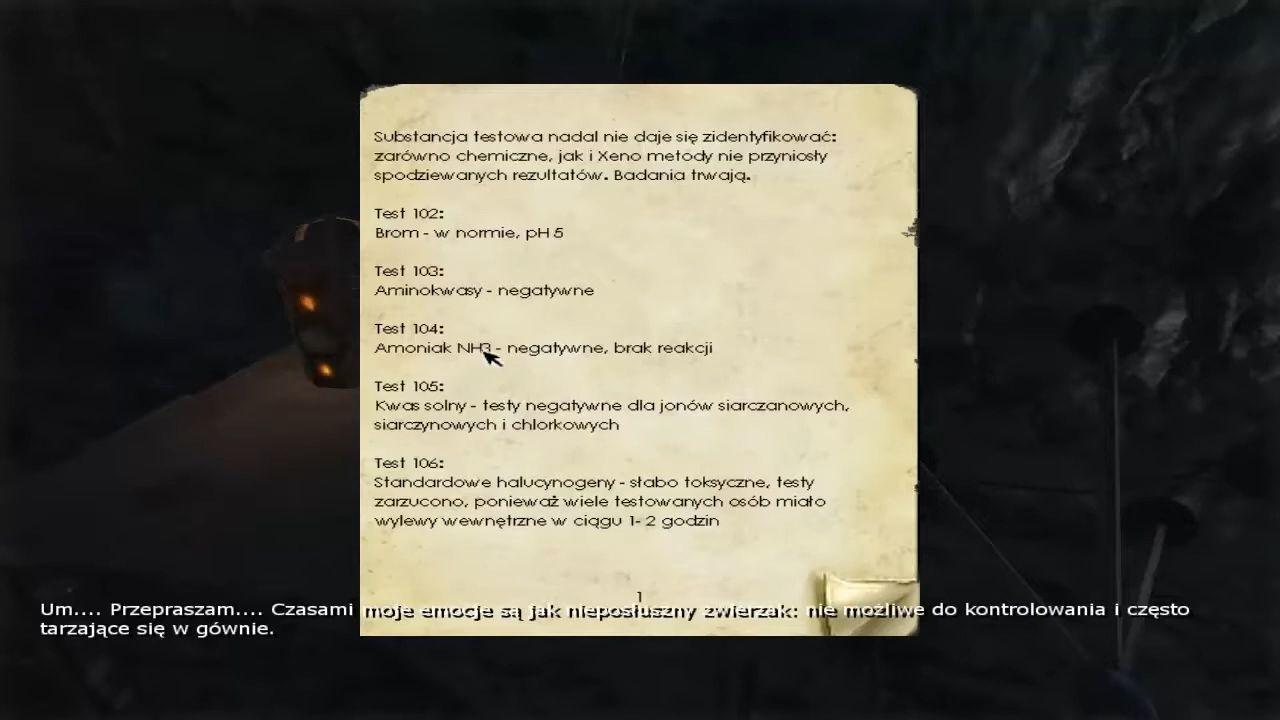 Substancja testowa nadal nie daje się zidentyfikować:
zarówno chemiczne, jak i Xeno metody nie przyniosły
spodziewanych rezultatów. Badania trwają.
Test 102:
Brom - w normie, pH 5
Test 103:
Aminokwasy - negatywne
Test 104:
Amoniak NH3 - negatywne, brak reakcji
Test 105:
Kwas solny - testy negatywne dla jonów siarczanowych,
siarczynowych i chlorkowych
Test 106:
Standardowe halucynogeny - słabo toksyczne, testy
zarzucono, ponieważ wiele testowanych osób miało
wylewy wewnętrzne w ciągu 1- 2 godzin
1
Um.... Przepraszam.... Czasami moje emocje są jak nieposłuszny zwierzak: nie możliwe do kontrolowania i często
tarzające się w gównie.